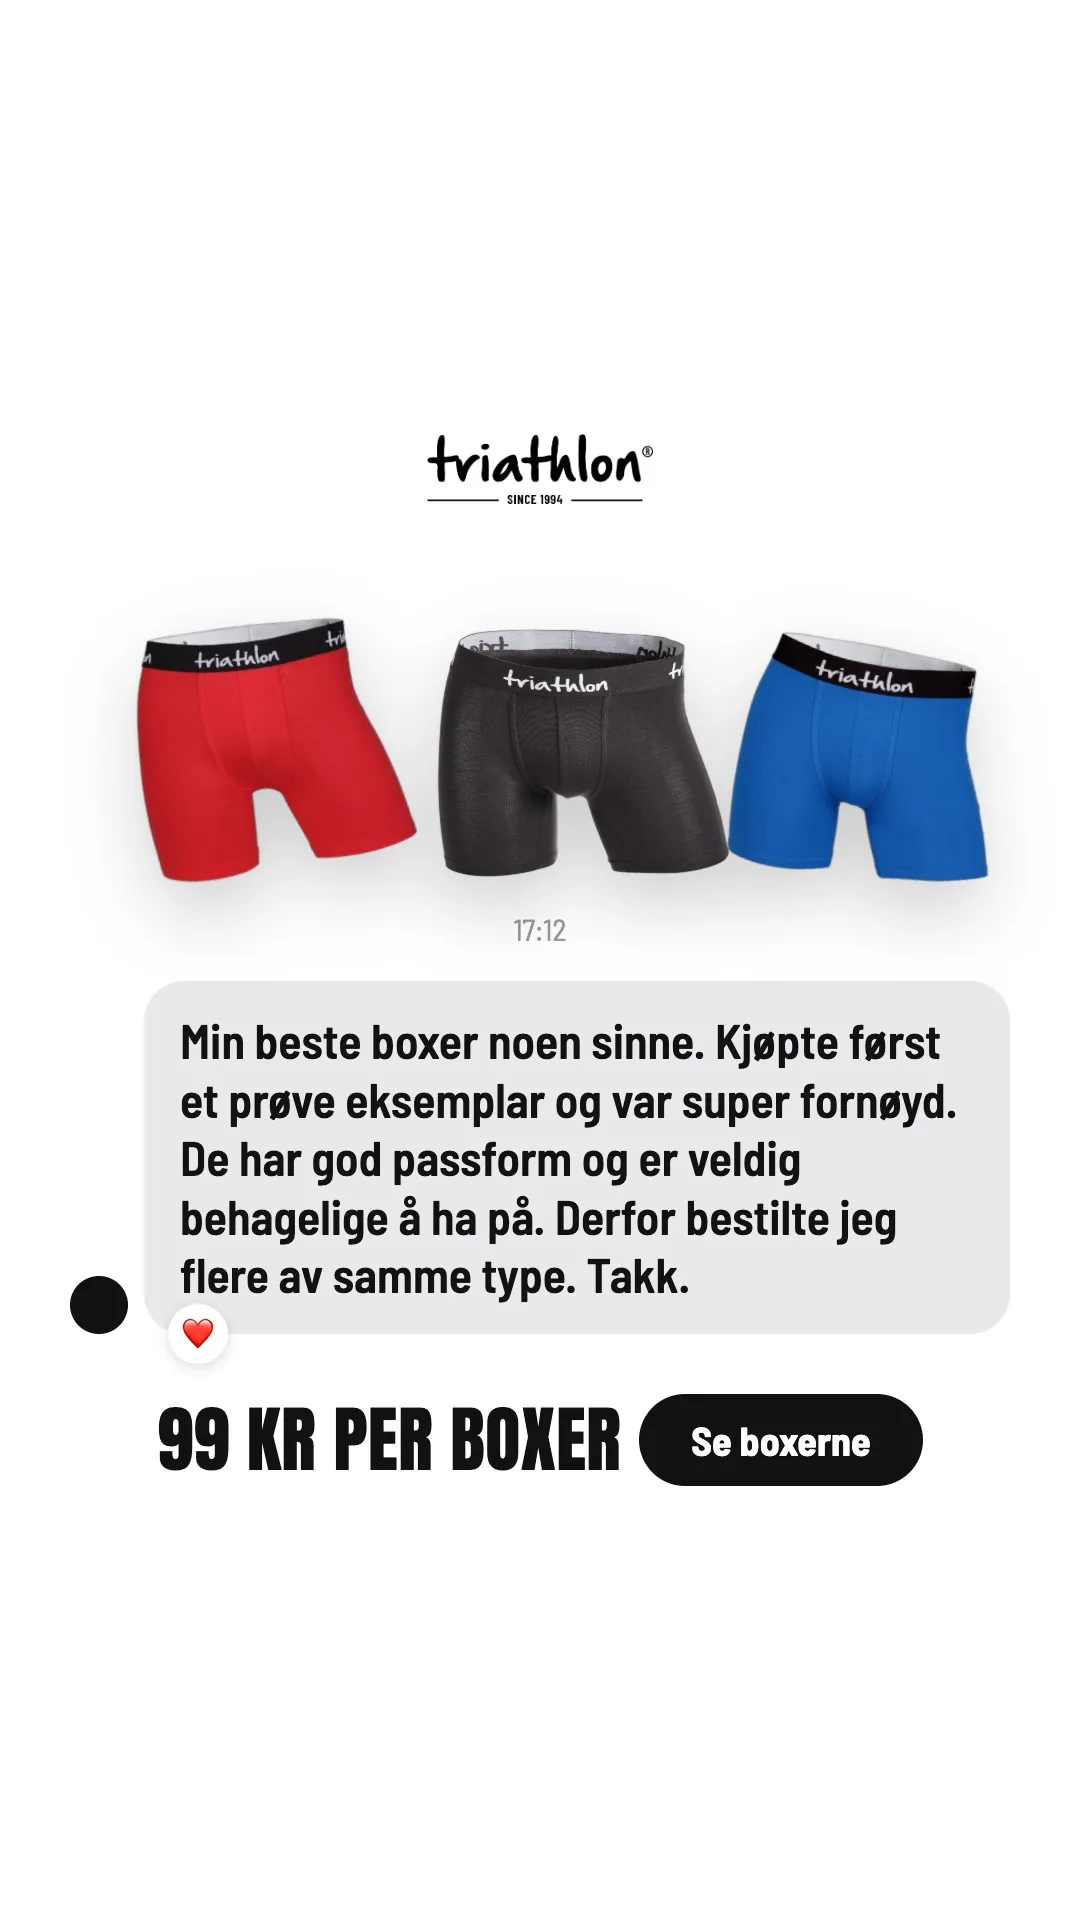 triathlon®
SINCE 1994
triathlon
triathlon
triathlon
17:12
Min beste boxer noen sinne. Kjøpte først
et prøve eksemplar og var super fornøyd.
De har god passform og er veldig
behagelige å ha på. Derfor bestilte jeg
flere av samme type. Takk.
99 KR PER BOXER
Se boxerne